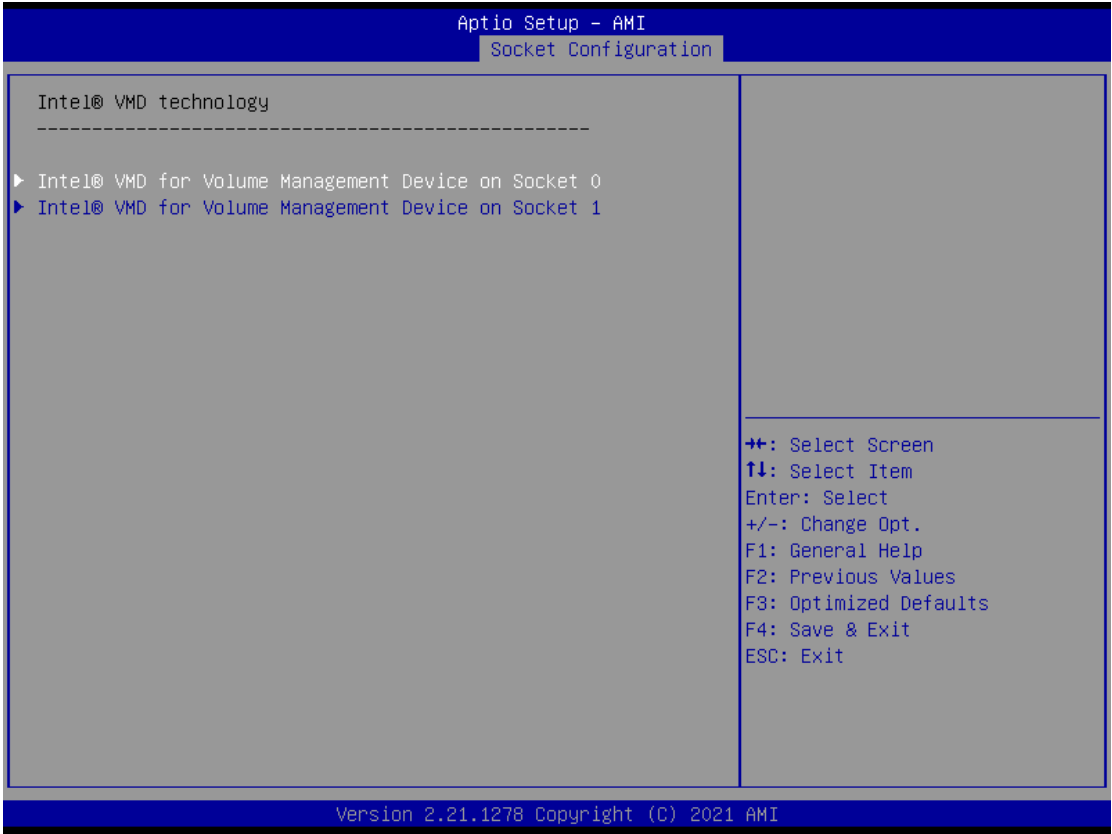 Aptio Setup – AMI
Socket Configuration
Intel® VMD technology
--------------------------------------------------
▶ Intel® VMD for Volume Management Device on Socket 0
▶ Intel® VMD for Volume Management Device on Socket 1
→←: Select Screen
↑↓: Select Item
Enter: Select
+/-: Change Opt.
F1: General Help
F2: Previous Values
F3: Optimized Defaults
F4: Save & Exit
ESC: Exit
Version 2.21.1278 Copyright (C) 2021 AMI